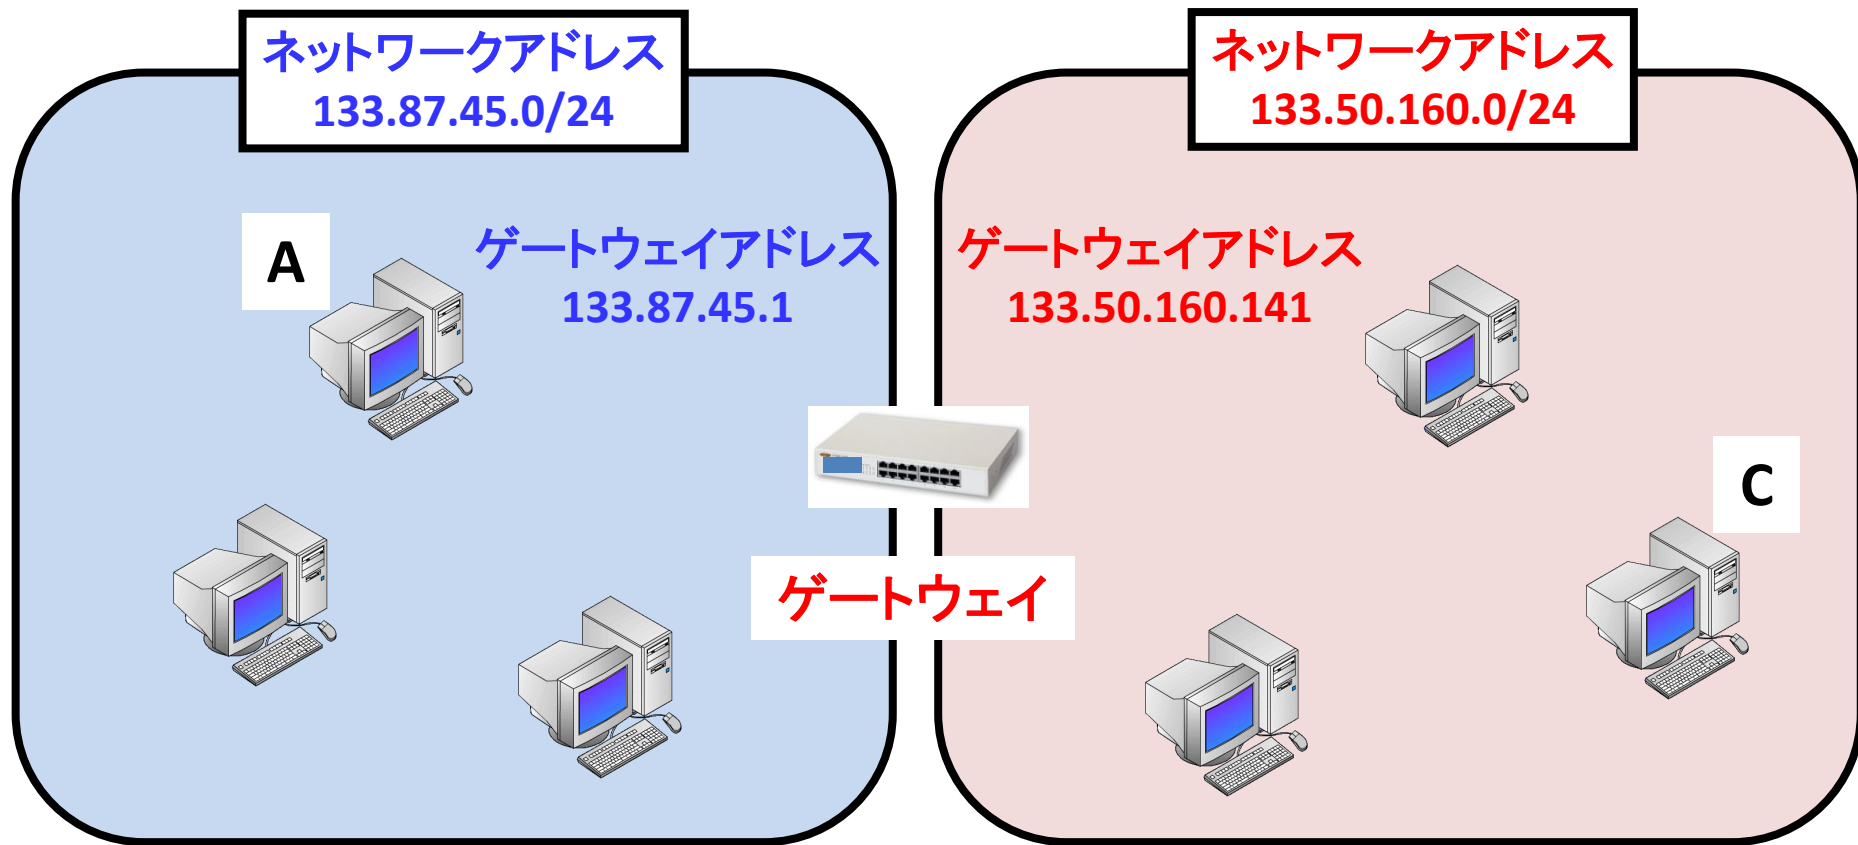 ネットワークアドレス
133.87.45.0/24
ネットワークアドレス
133.50.160.0/24
A
ゲートウェイアドレス
133.87.45.1
ゲートウェイアドレス
133.50.160.141
C
ゲートウェイ